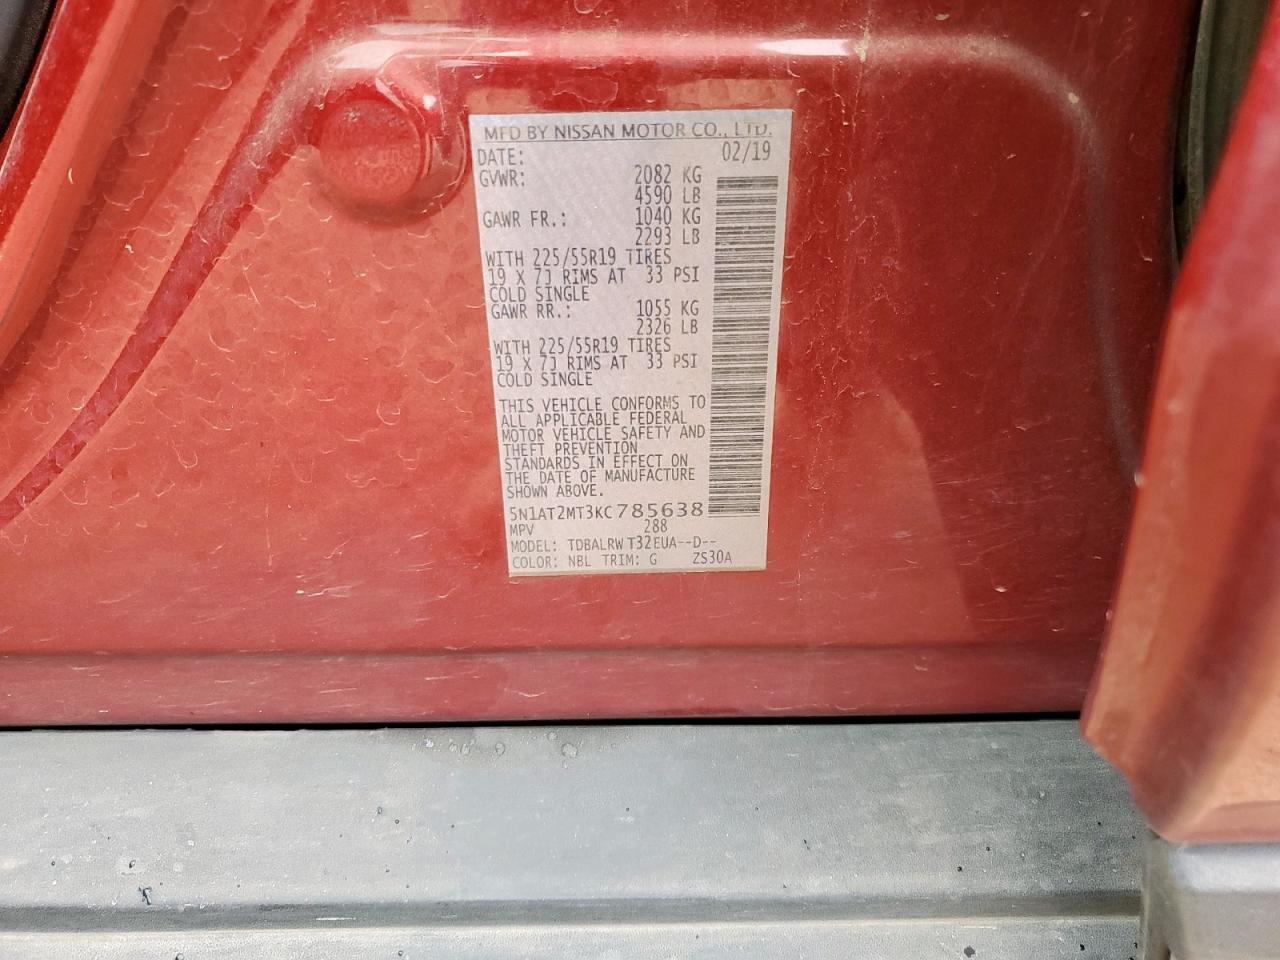 MFD BY NISSAN MOTOR CO., LTD.
DATE: 02/19
GVWR: 2082 KG
4590 LB
GAWR FR.: 1040 KG
2293 LB
WITH 225/55R19 TIRES
19 X 7J RIMS AT 33 PSI
COLD SINGLE
GAWR RR.: 1055 KG
2326 LB
WITH 225/55R19 TIRES
19 X 7J RIMS AT 33 PSI
COLD SINGLE
THIS VEHICLE CONFORMS TO
ALL APPLICABLE FEDERAL
MOTOR VEHICLE SAFETY AND
THEFT PREVENTION
STANDARDS IN EFFECT ON
THE DATE OF MANUFACTURE
SHOWN ABOVE.
5N1AT2MT3KC785638
MPV 288
MODEL: TDBALRW T32EUA--D--
COLOR: NBL TRIM: G ZS30A